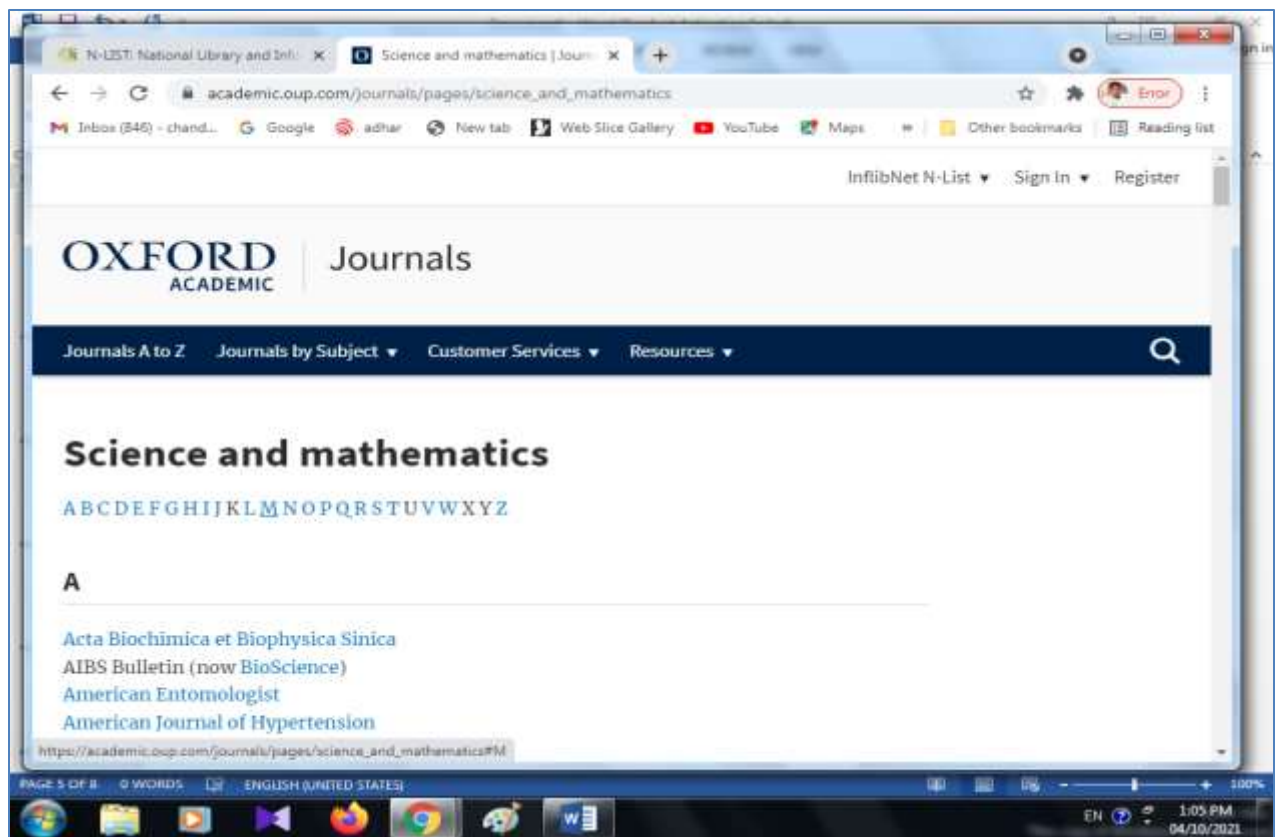 N-LIST: National Library and Info
Science and mathematics | Journ
gn in
academic.oup.com/journals/pages/science_and_mathematics
Error
Inbox (846) - chand...
Google
adhar
New tab
Web Slice Gallery
YouTube
Maps
»
Other bookmarks
Reading list
InflibNet N-List ▼ Sign In ▼ Register
OXFORD
ACADEMIC
Journals
Journals A to Z Journals by Subject ▼ Customer Services ▼ Resources ▼
Science and mathematics
A B C D E F G H I J K L M N O P Q R S T U V W X Y Z
A
Acta Biochimica et Biophysica Sinica
AIBS Bulletin (now BioScience)
American Entomologist
American Journal of Hypertension
https://academic.oup.com/journals/pages/science_and_mathematics#M
PAGE 5 OF 8 0 WORDS ENGLISH (UNITED STATES) 100%
EN 1:05 PM
04/10/2021